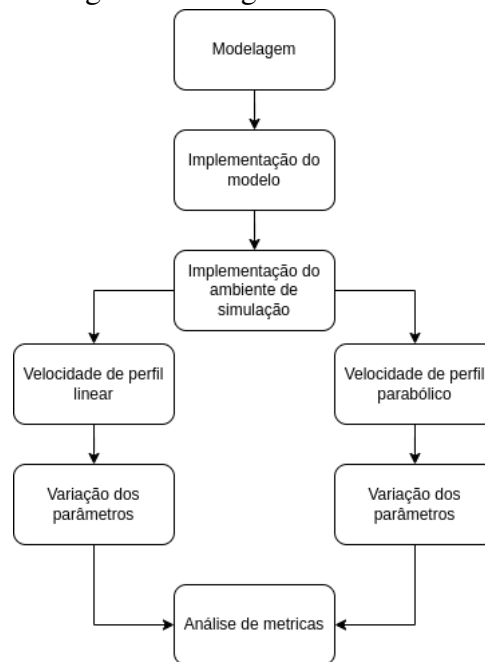 Modelagem
Implementação do
modelo
Implementação do
ambiente de
simulação
Velocidade de perfil
linear
Velocidade de perfil
parabólico
Variação dos
parâmetros
Variação dos
parâmetros
Análise de metricas